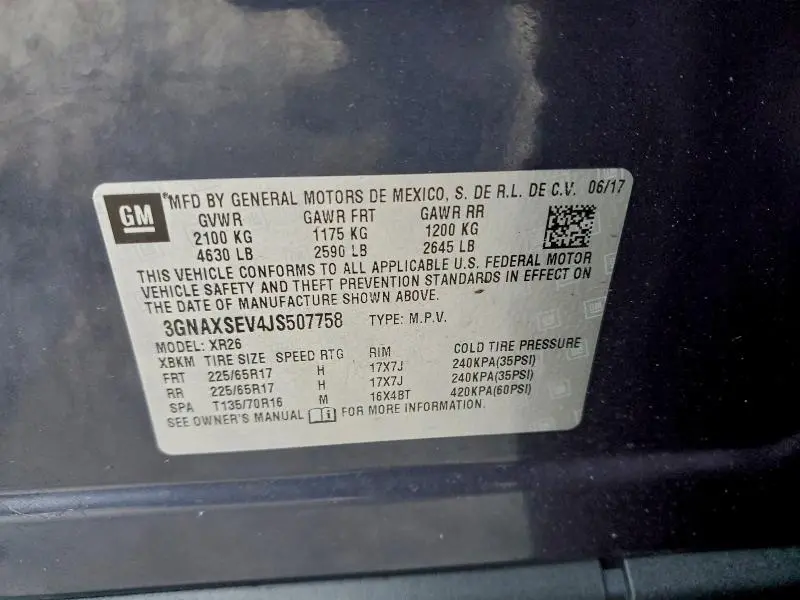 GM
MFD BY GENERAL MOTORS DE MEXICO, S. DE R.L. DE C.V. 06/17
GVWR GAWR FRT GAWR RR
2100 KG 1175 KG 1200 KG
4630 LB 2590 LB 2645 LB
THIS VEHICLE CONFORMS TO ALL APPLICABLE U.S. FEDERAL MOTOR
VEHICLE SAFETY AND THEFT PREVENTION STANDARDS IN EFFECT ON
THE DATE OF MANUFACTURE SHOWN ABOVE.
3GNAXSEV4JS507758 TYPE: M.P.V.
MODEL: XR26
XBKM TIRE SIZE SPEED RTG RIM COLD TIRE PRESSURE
FRT 225/65R17 H 17X7J 240KPA(35PSI)
RR 225/65R17 H 17X7J 240KPA(35PSI)
SPA T135/70R16 M 16X4BT 420KPA(60PSI)
SEE OWNER'S MANUAL FOR MORE INFORMATION.